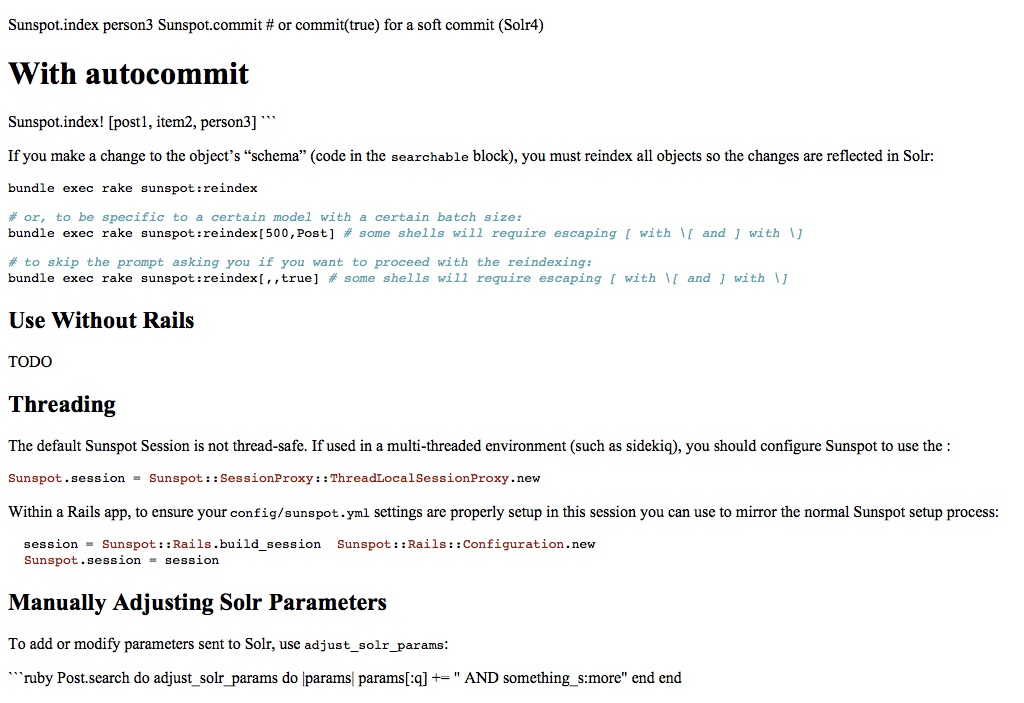 Sunspot.index person3 Sunspot.commit # or commit(true) for a soft commit (Solr4)
With autocommit
Sunspot.index! [post1, item2, person3] ```
If you make a change to the object’s “schema” (code in the searchable block), you must reindex all objects so the changes are reflected in Solr:
bundle exec rake sunspot:reindex
# or, to be specific to a certain model with a certain batch size:
bundle exec rake sunspot:reindex[500,Post] # some shells will require escaping [ with \[ and ] with \]
# to skip the prompt asking you if you want to proceed with the reindexing:
bundle exec rake sunspot:reindex[,,true] # some shells will require escaping [ with \[ and ] with \]
Use Without Rails
TODO
Threading
The default Sunspot Session is not thread-safe. If used in a multi-threaded environment (such as sidekiq), you should configure Sunspot to use the :
Sunspot.session = Sunspot::SessionProxy::ThreadLocalSessionProxy.new
Within a Rails app, to ensure your config/sunspot.yml settings are properly setup in this session you can use to mirror the normal Sunspot setup process:
session = Sunspot::Rails.build_session  Sunspot::Rails::Configuration.new
Sunspot.session = session
Manually Adjusting Solr Parameters
To add or modify parameters sent to Solr, use adjust_solr_params:
```ruby Post.search do adjust_solr_params do |params| params[:q] += " AND something_s:more" end end